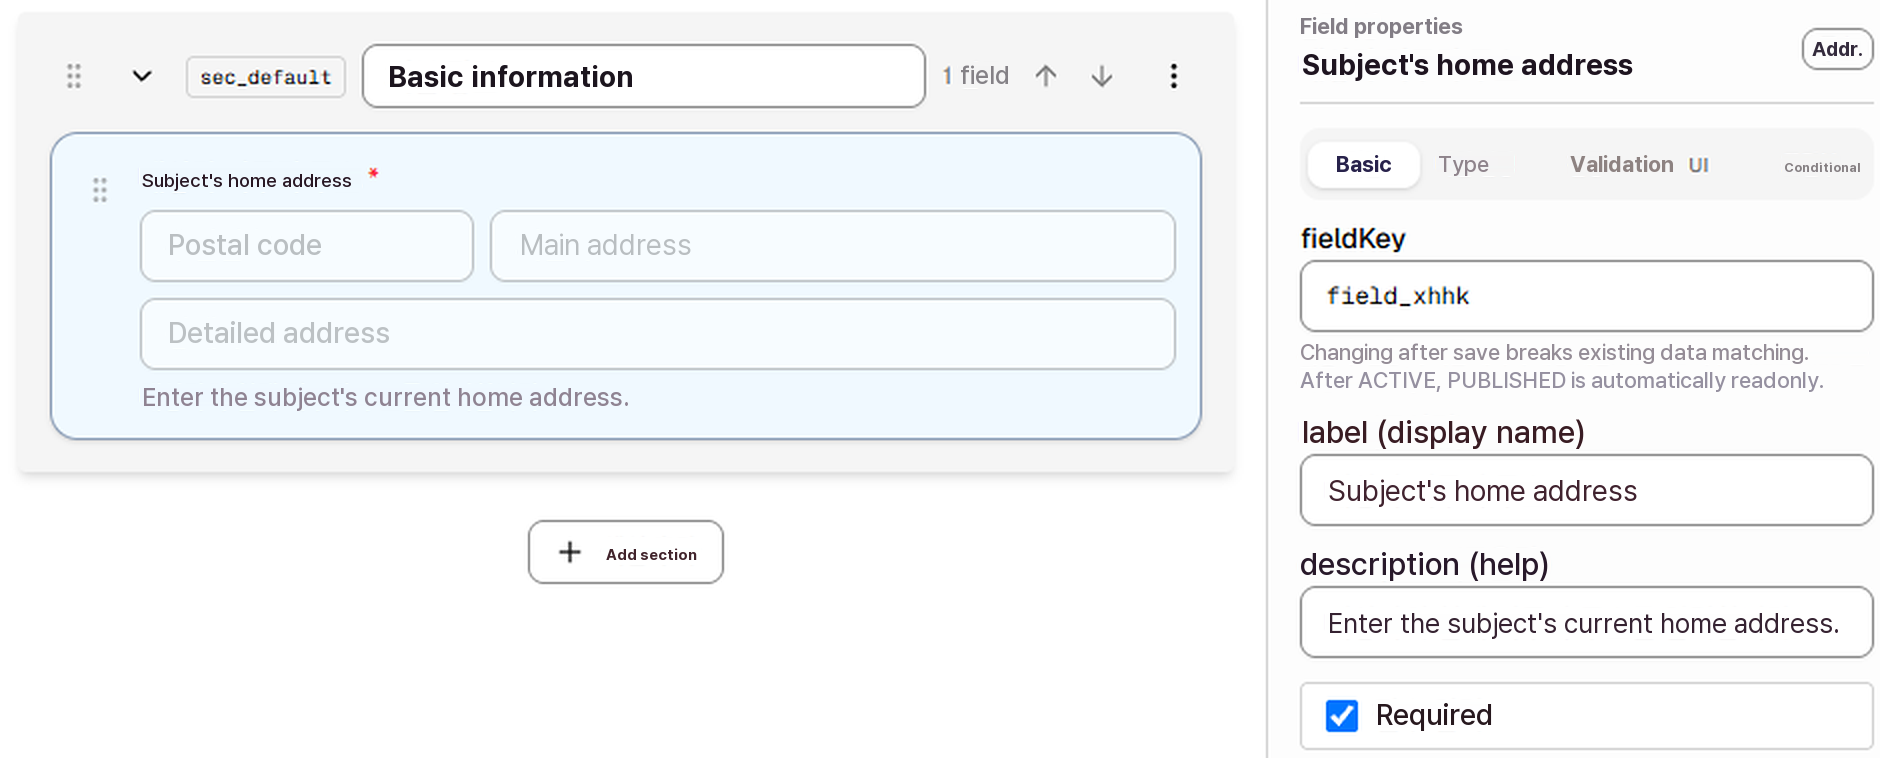 sec_default
Basic information
1 field
Subject's home address *
Postal code
Main address
Detailed address
Enter the subject's current home address.
Add section
Field properties
Subject's home address
Addr.
Basic
Type
Validation
UI
Conditional
fieldKey
field_xhhk
Changing after save breaks existing data matching.
After ACTIVE, PUBLISHED is automatically readonly.
label (display name)
Subject's home address
description (help)
Enter the subject's current home address.
Required